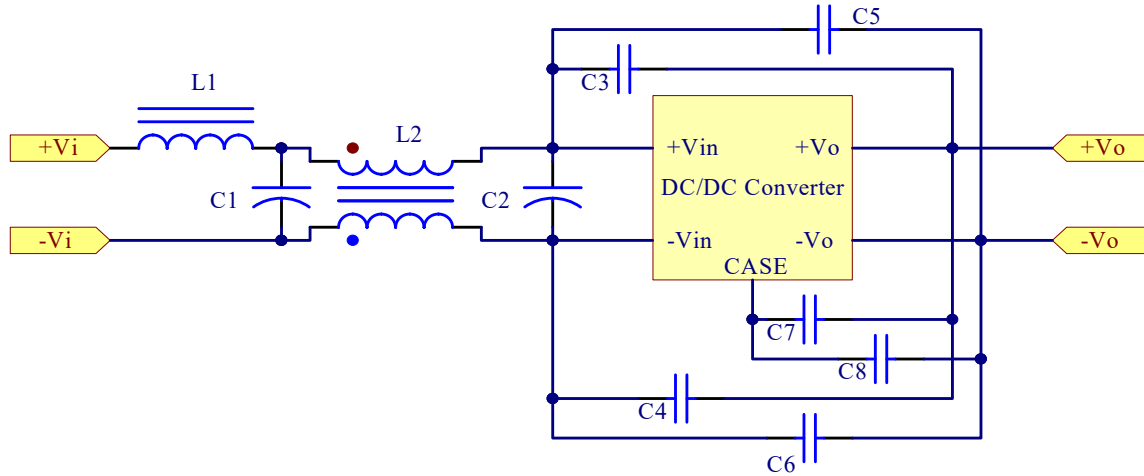 C5
C3
L1
L2
+Vi
+Vin
+Vo
+Vo
C1
C2
DC/DC Converter
-Vi
-Vin
-Vo
-Vo
CASE
C7
C8
C4
C6